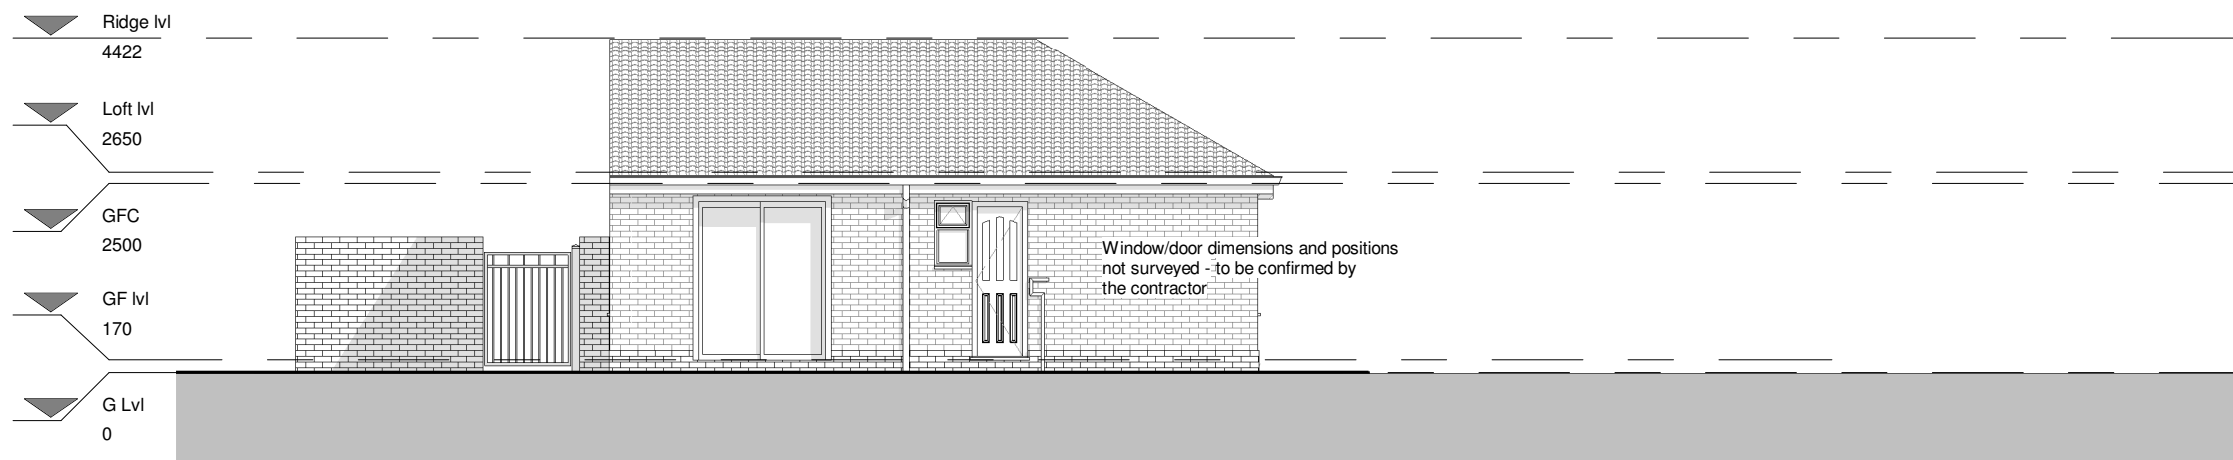 Ridge lvl
4422
Loft lvl
2650
GFC
2500
GF lvl
170
G Lvl
0
Window/door dimensions and positions
not surveyed - to be confirmed by
the contractor